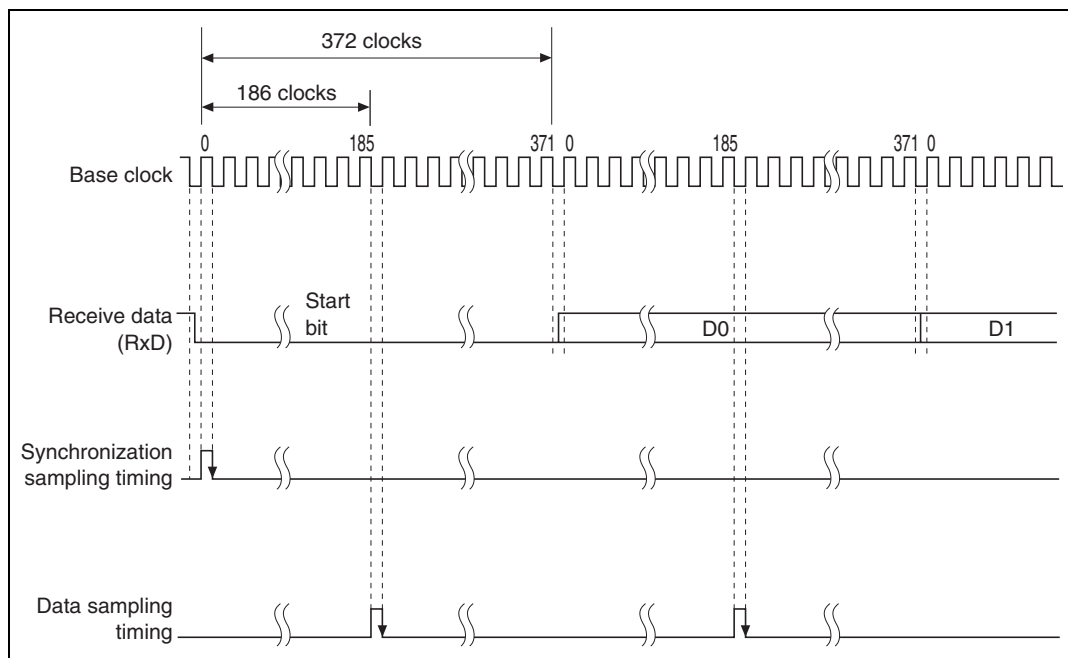 372 clocks
186 clocks
0 185 371 0 185 371 0
Base clock
Receive data
(RxD)
Start
bit
D0
D1
Synchronization
sampling timing
Data sampling
timing